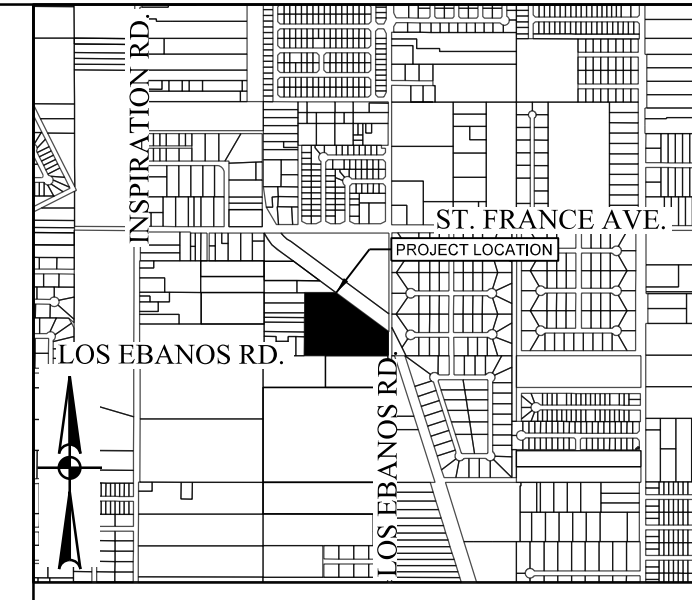 INSPIRATION RD.
ST. FRANCE AVE.
PROJECT LOCATION
LOS EBANOS RD.
LOS EBANOS RD.